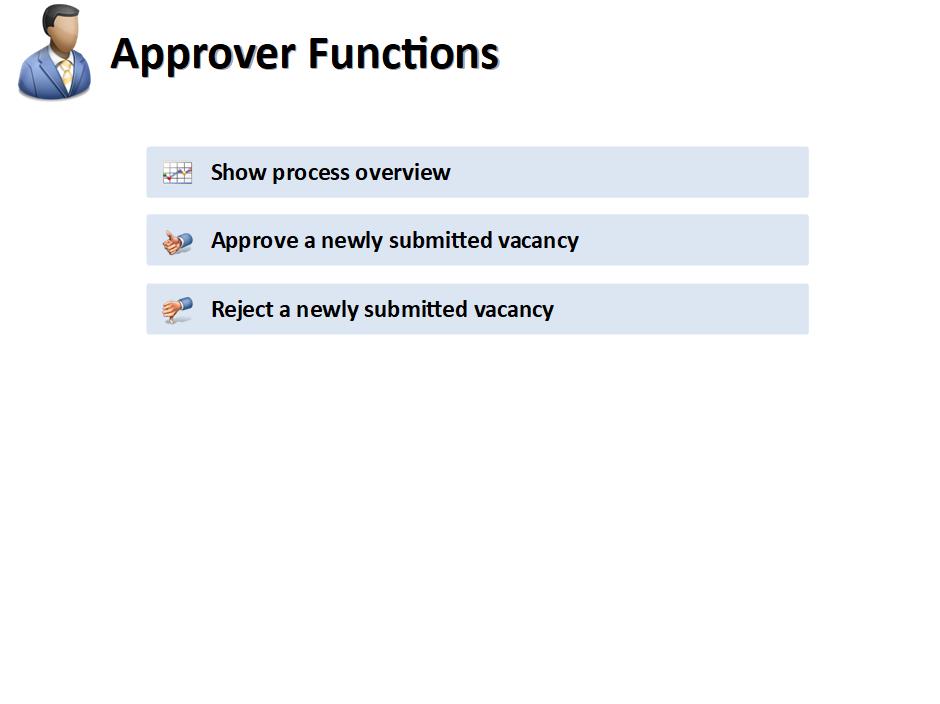 Approver Functions
Show process overview
Approve a newly submitted vacancy
Reject a newly submitted vacancy